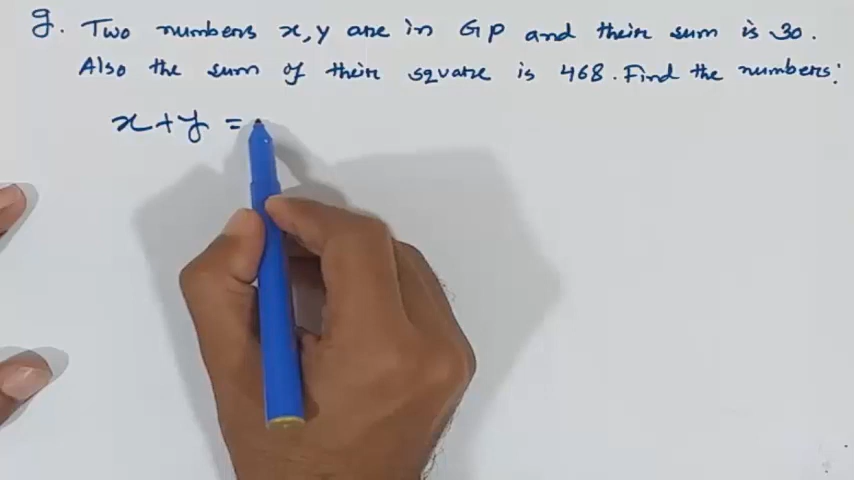 g. Two numbers x, y are in GP and their sum is 30.
Also the sum of their square is 468. Find the numbers:
x+y =